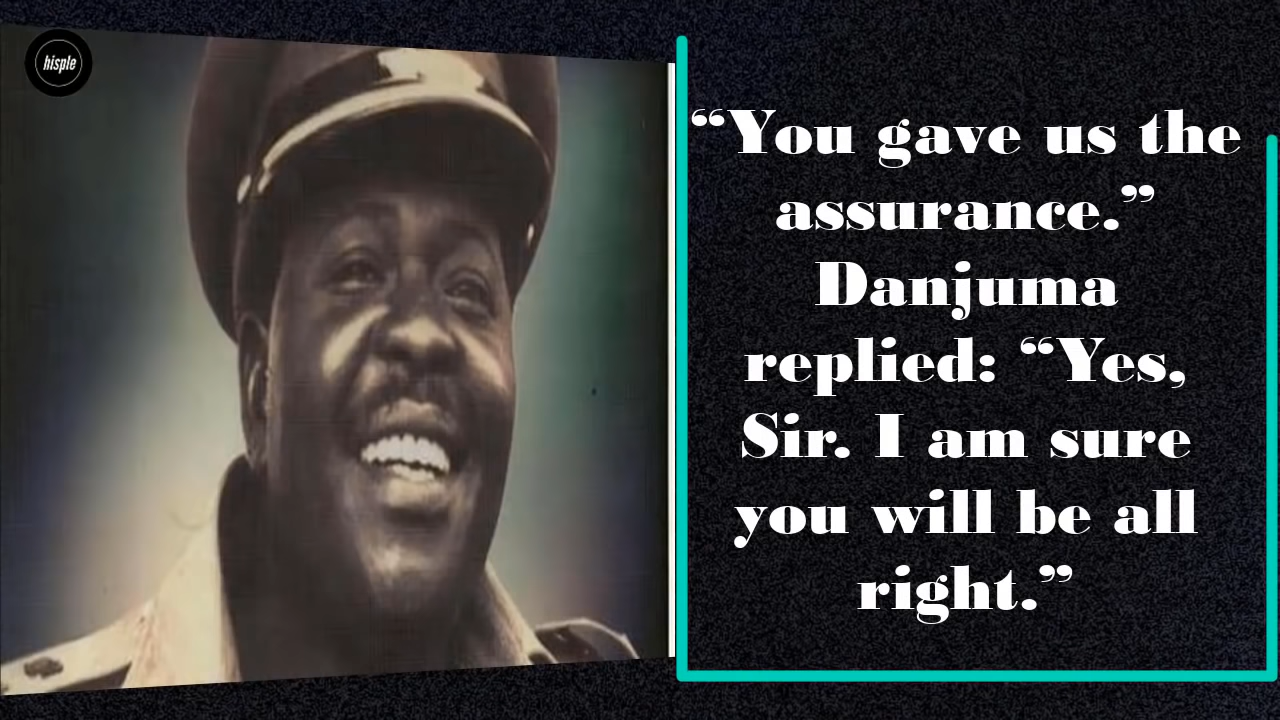 hisple
“You gave us the
assurance.”
Danjuma
replied: “Yes,
Sir. I am sure
you will be all
right.”